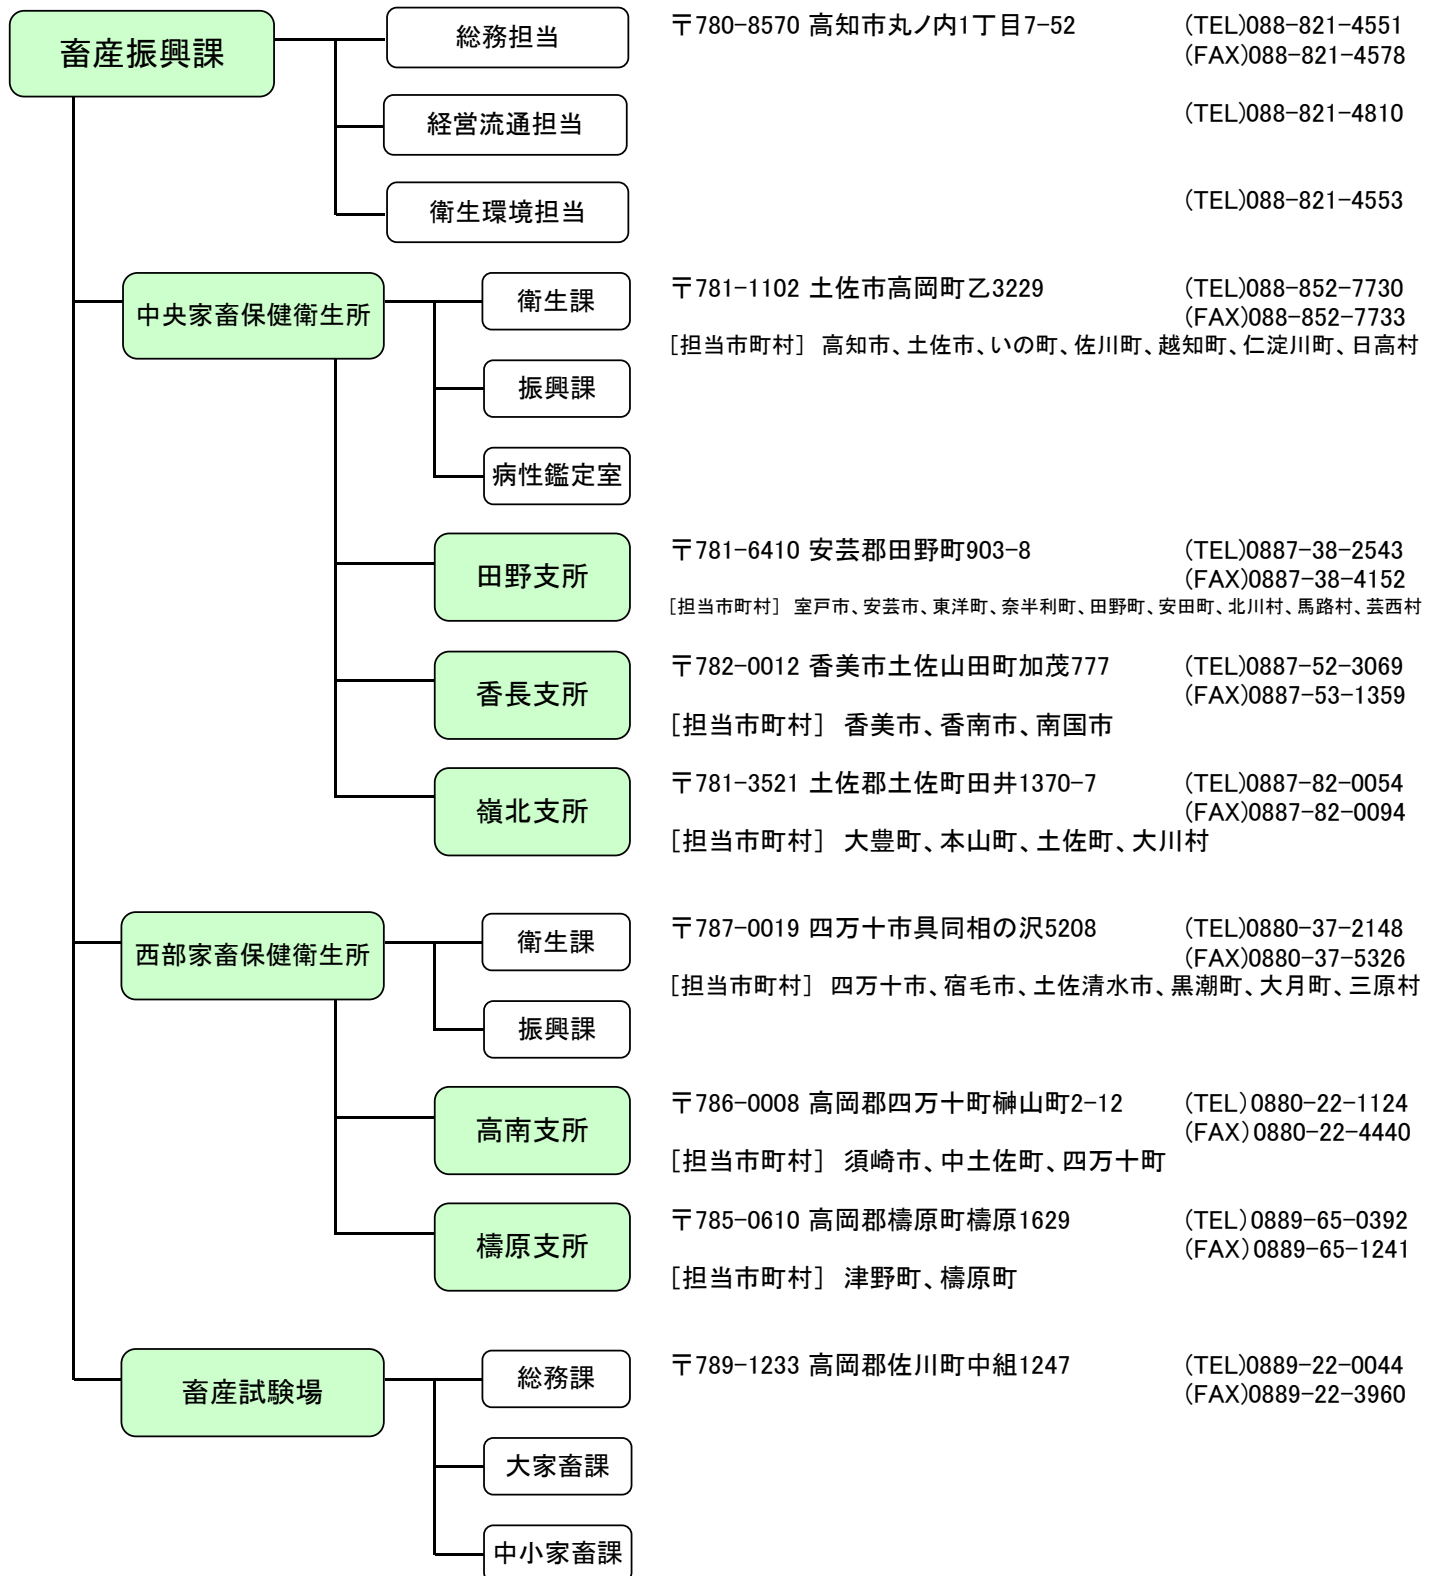 畜産振興課
総務担当 〒780-8570 高知市丸ノ内1丁目7-52 (TEL)088-821-4551
(FAX)088-821-4578
経営流通担当 (TEL)088-821-4810
衛生環境担当 (TEL)088-821-4553
中央家畜保健衛生所
衛生課 〒781-1102 土佐市高岡町乙3229 (TEL)088-852-7730
(FAX)088-852-7733
[担当市町村] 高知市、土佐市、いの町、佐川町、越知町、仁淀川町、日高村
振興課
病性鑑定室
田野支所 〒781-6410 安芸郡田野町903-8 (TEL)0887-38-2543
(FAX)0887-38-4152
[担当市町村] 室戸市、安芸市、東洋町、奈半利町、田野町、安田町、北川村、馬路村、芸西村
香長支所 〒782-0012 香美市土佐山田町加茂777 (TEL)0887-52-3069
(FAX)0887-53-1359
[担当市町村] 香美市、香南市、南国市
嶺北支所 〒781-3521 土佐郡土佐町田井1370-7 (TEL)0887-82-0054
(FAX)0887-82-0094
[担当市町村] 大豊町、本山町、土佐町、大川村
西部家畜保健衛生所
衛生課 〒787-0019 四万十市具同相の沢5208 (TEL)0880-37-2148
(FAX)0880-37-5326
[担当市町村] 四万十市、宿毛市、土佐清水市、黒潮町、大月町、三原村
振興課
高南支所 〒786-0008 高岡郡四万十町榊山町2-12 (TEL)0880-22-1124
(FAX)0880-22-4440
[担当市町村] 須崎市、中土佐町、四万十町
檮原支所 〒785-0610 高岡郡檮原町檮原1629 (TEL)0889-65-0392
(FAX)0889-65-1241
[担当市町村] 津野町、檮原町
畜産試験場
総務課 〒789-1233 高岡郡佐川町中組1247 (TEL)0889-22-0044
(FAX)0889-22-3960
大家畜課
中小家畜課